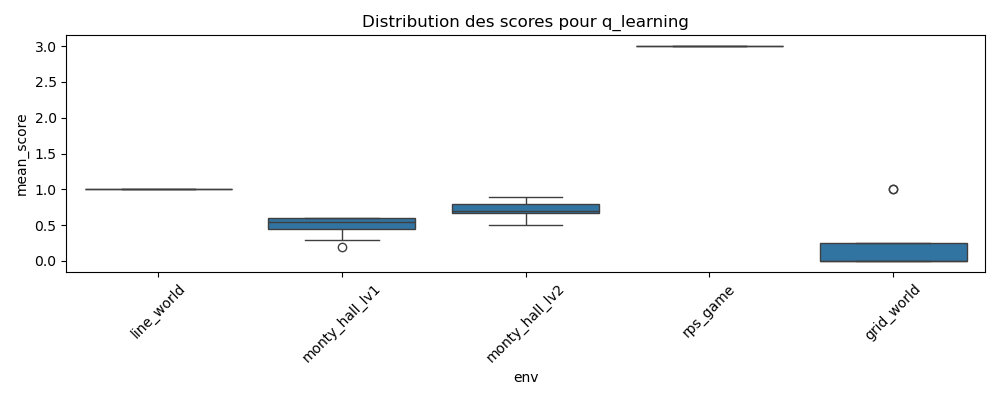 Distribution des scores pour q_learning
mean_score
3.0
2.5
2.0
1.5
1.0
0.5
0.0
line_world
monty_hall_lv1
monty_hall_lv2
rps_game
grid_world
env